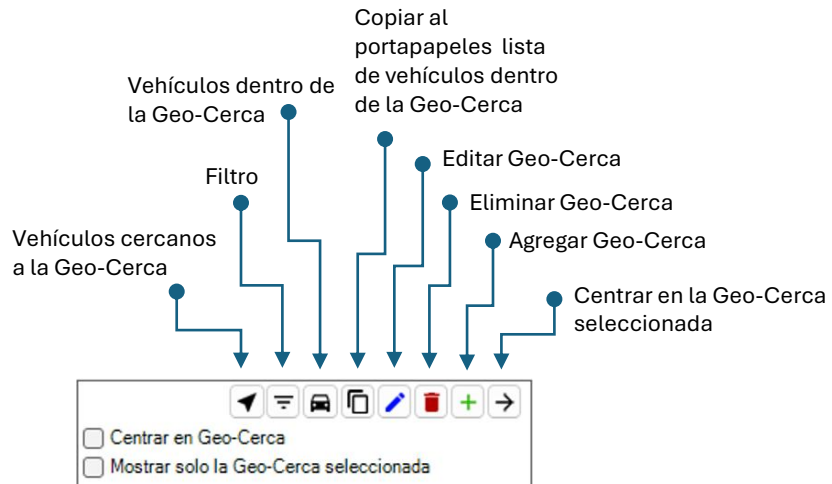 Copiar al
portapapeles lista
de vehículos dentro
de la Geo-Cerca
Vehículos dentro de
la Geo-Cerca
Editar Geo-Cerca
Filtro
Eliminar Geo-Cerca
Vehículos cercanos
a la Geo-Cerca
Agregar Geo-Cerca
Centrar en la Geo-Cerca
seleccionada
Centrar en Geo-Cerca
Mostrar solo la Geo-Cerca seleccionada